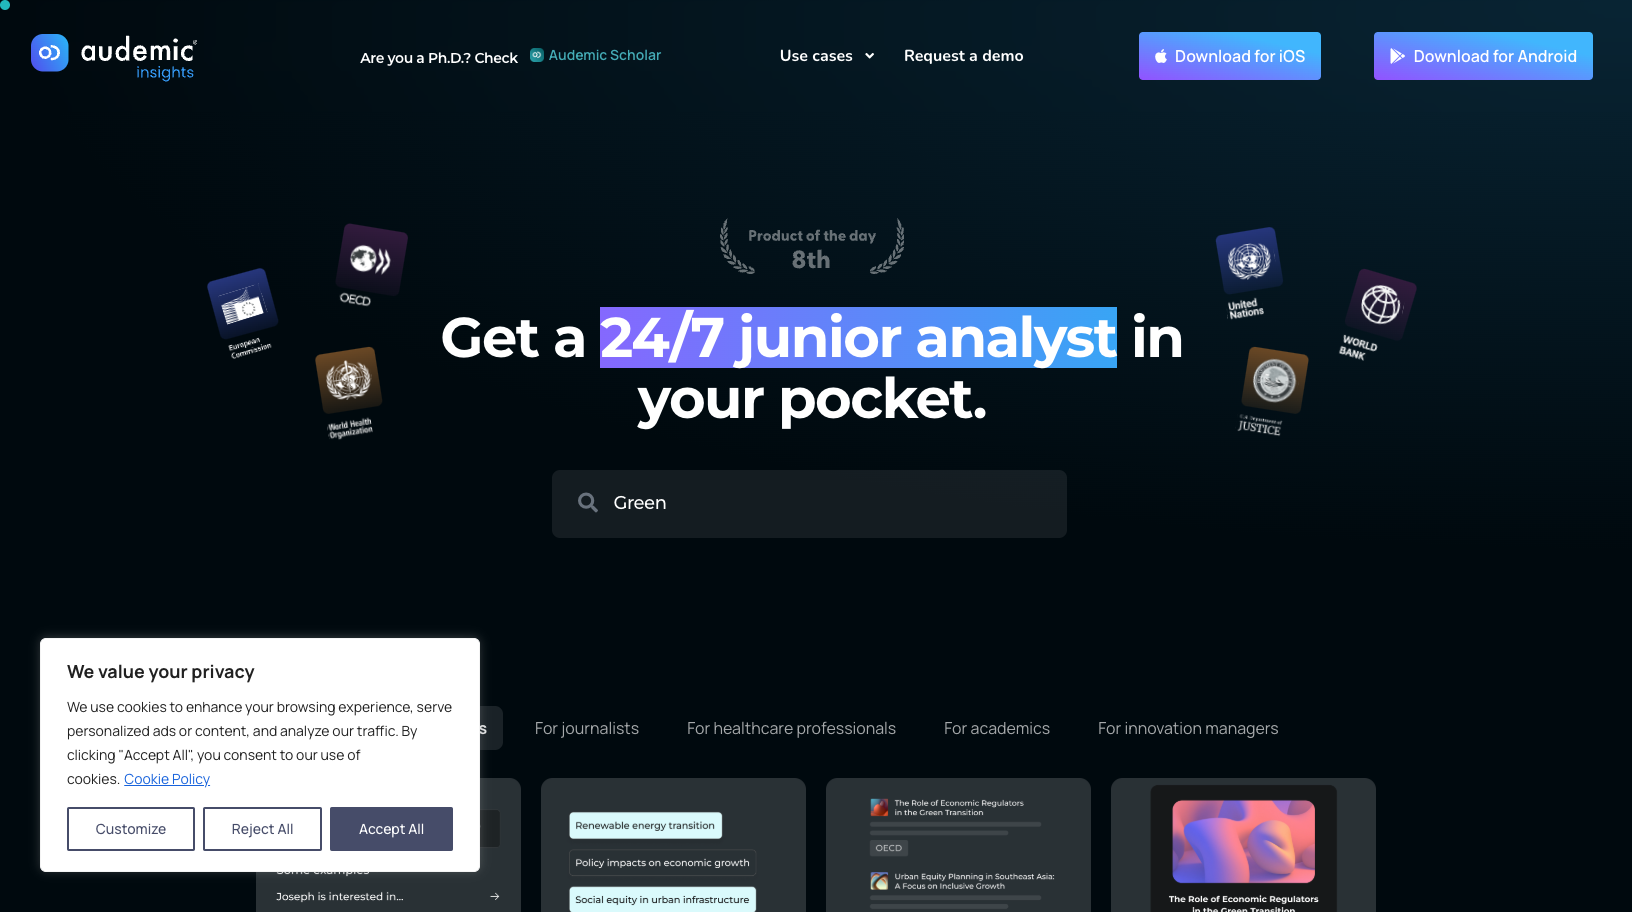 audemic
insights
Are you a Ph.D.? Check
Audemic Scholar
Use cases
Request a demo
Download for iOS
Download for Android
Product of the day
8th
OECD
European
Commission
World Health
Organization
United
Nations
WORLD
BANK
U.S. Department of
JUSTICE
Get a 24/7 junior analyst in
your pocket.
Green
We value your privacy
We use cookies to enhance your browsing experience, serve
personalized ads or content, and analyze our traffic. By
clicking "Accept All", you consent to our use of
cookies. Cookie Policy
Customize
Reject All
Accept All
For journalists
For healthcare professionals
For academics
For innovation managers
Joseph is interested in...
Renewable energy transition
Policy impacts on economic growth
Social equity in urban infrastructure
The Role of Economic Regulators
in the Green Transition
OECD
Urban Equity Planning in Southeast Asia:
A Focus on Inclusive Growth
The Role of Economic Regulators
in the Green Transition